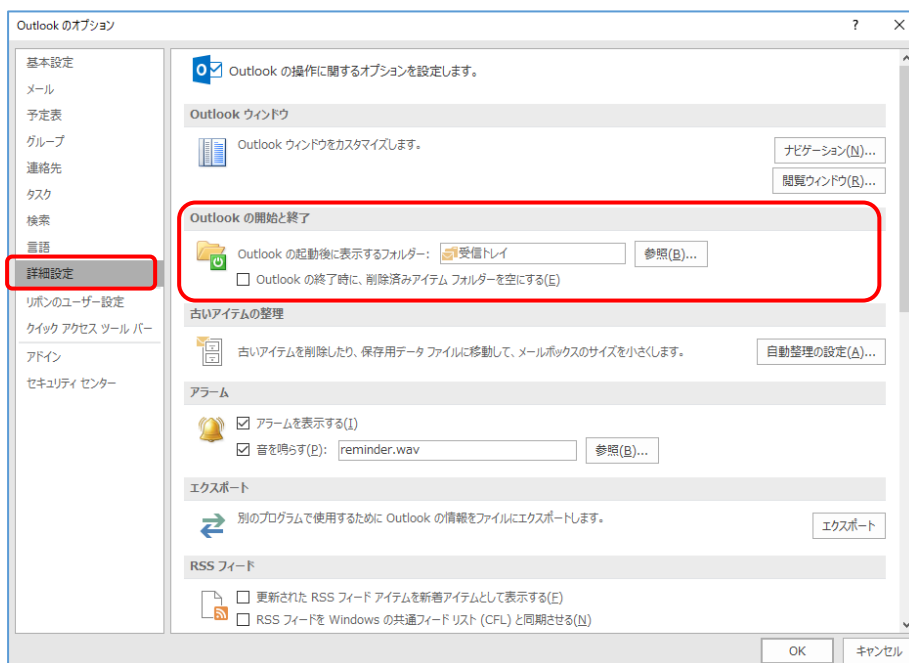 Outlook のオプション
?
×
基本設定
メール
予定表
グループ
連絡先
タスク
検索
言語
詳細設定
リボンのユーザー設定
クイック アクセス ツール バー
アドイン
セキュリティ センター
Outlook の操作に関するオプションを設定します。
Outlook ウィンドウ
Outlook ウィンドウをカスタマイズします。
ナビゲーション(N)...
閲覧ウィンドウ(R)...
Outlook の開始と終了
Outlook の起動後に表示するフォルダー: 受信トレイ 参照(B)...
Outlook の終了時に、削除済みアイテム フォルダーを空にする(E)
古いアイテムの整理
古いアイテムを削除したり、保存用データ ファイルに移動して、メールボックスのサイズを小さくします。 自動整理の設定(A)...
アラーム
アラームを表示する(I)
音を鳴らす(P): reminder.wav 参照(B)...
エクスポート
別のプログラムで使用するために Outlook の情報をファイルにエクスポートします。
エクスポート
RSS フィード
更新された RSS フィード アイテムを新着アイテムとして表示する(F)
RSS フィードを Windows の共通フィード リスト (CFL) と同期させる(N)
OK キャンセル